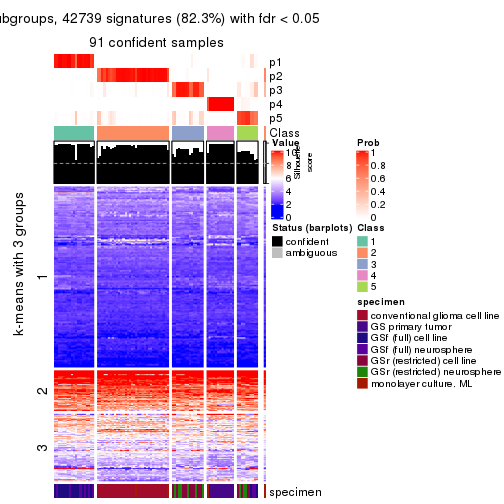 ubgroups, 42739 signatures (82.3%) with fdr < 0.05
91 confident samples
p1
p2
p3
p4
p5
Class
Silhouette
score
k-means with 3 groups
1
2
3
specimen
Value
10
8
6
4
2
0
Status (barplots)
confident
ambiguous
Prob
1
0.8
0.6
0.4
0.2
0
Class
1
2
3
4
5
specimen
conventional glioma cell line
GS primary tumor
GSf (full) cell line
GSf (full) neurosphere
GSr (restricted) cell line
GSr (restricted) neurosphere
monolayer culture. ML